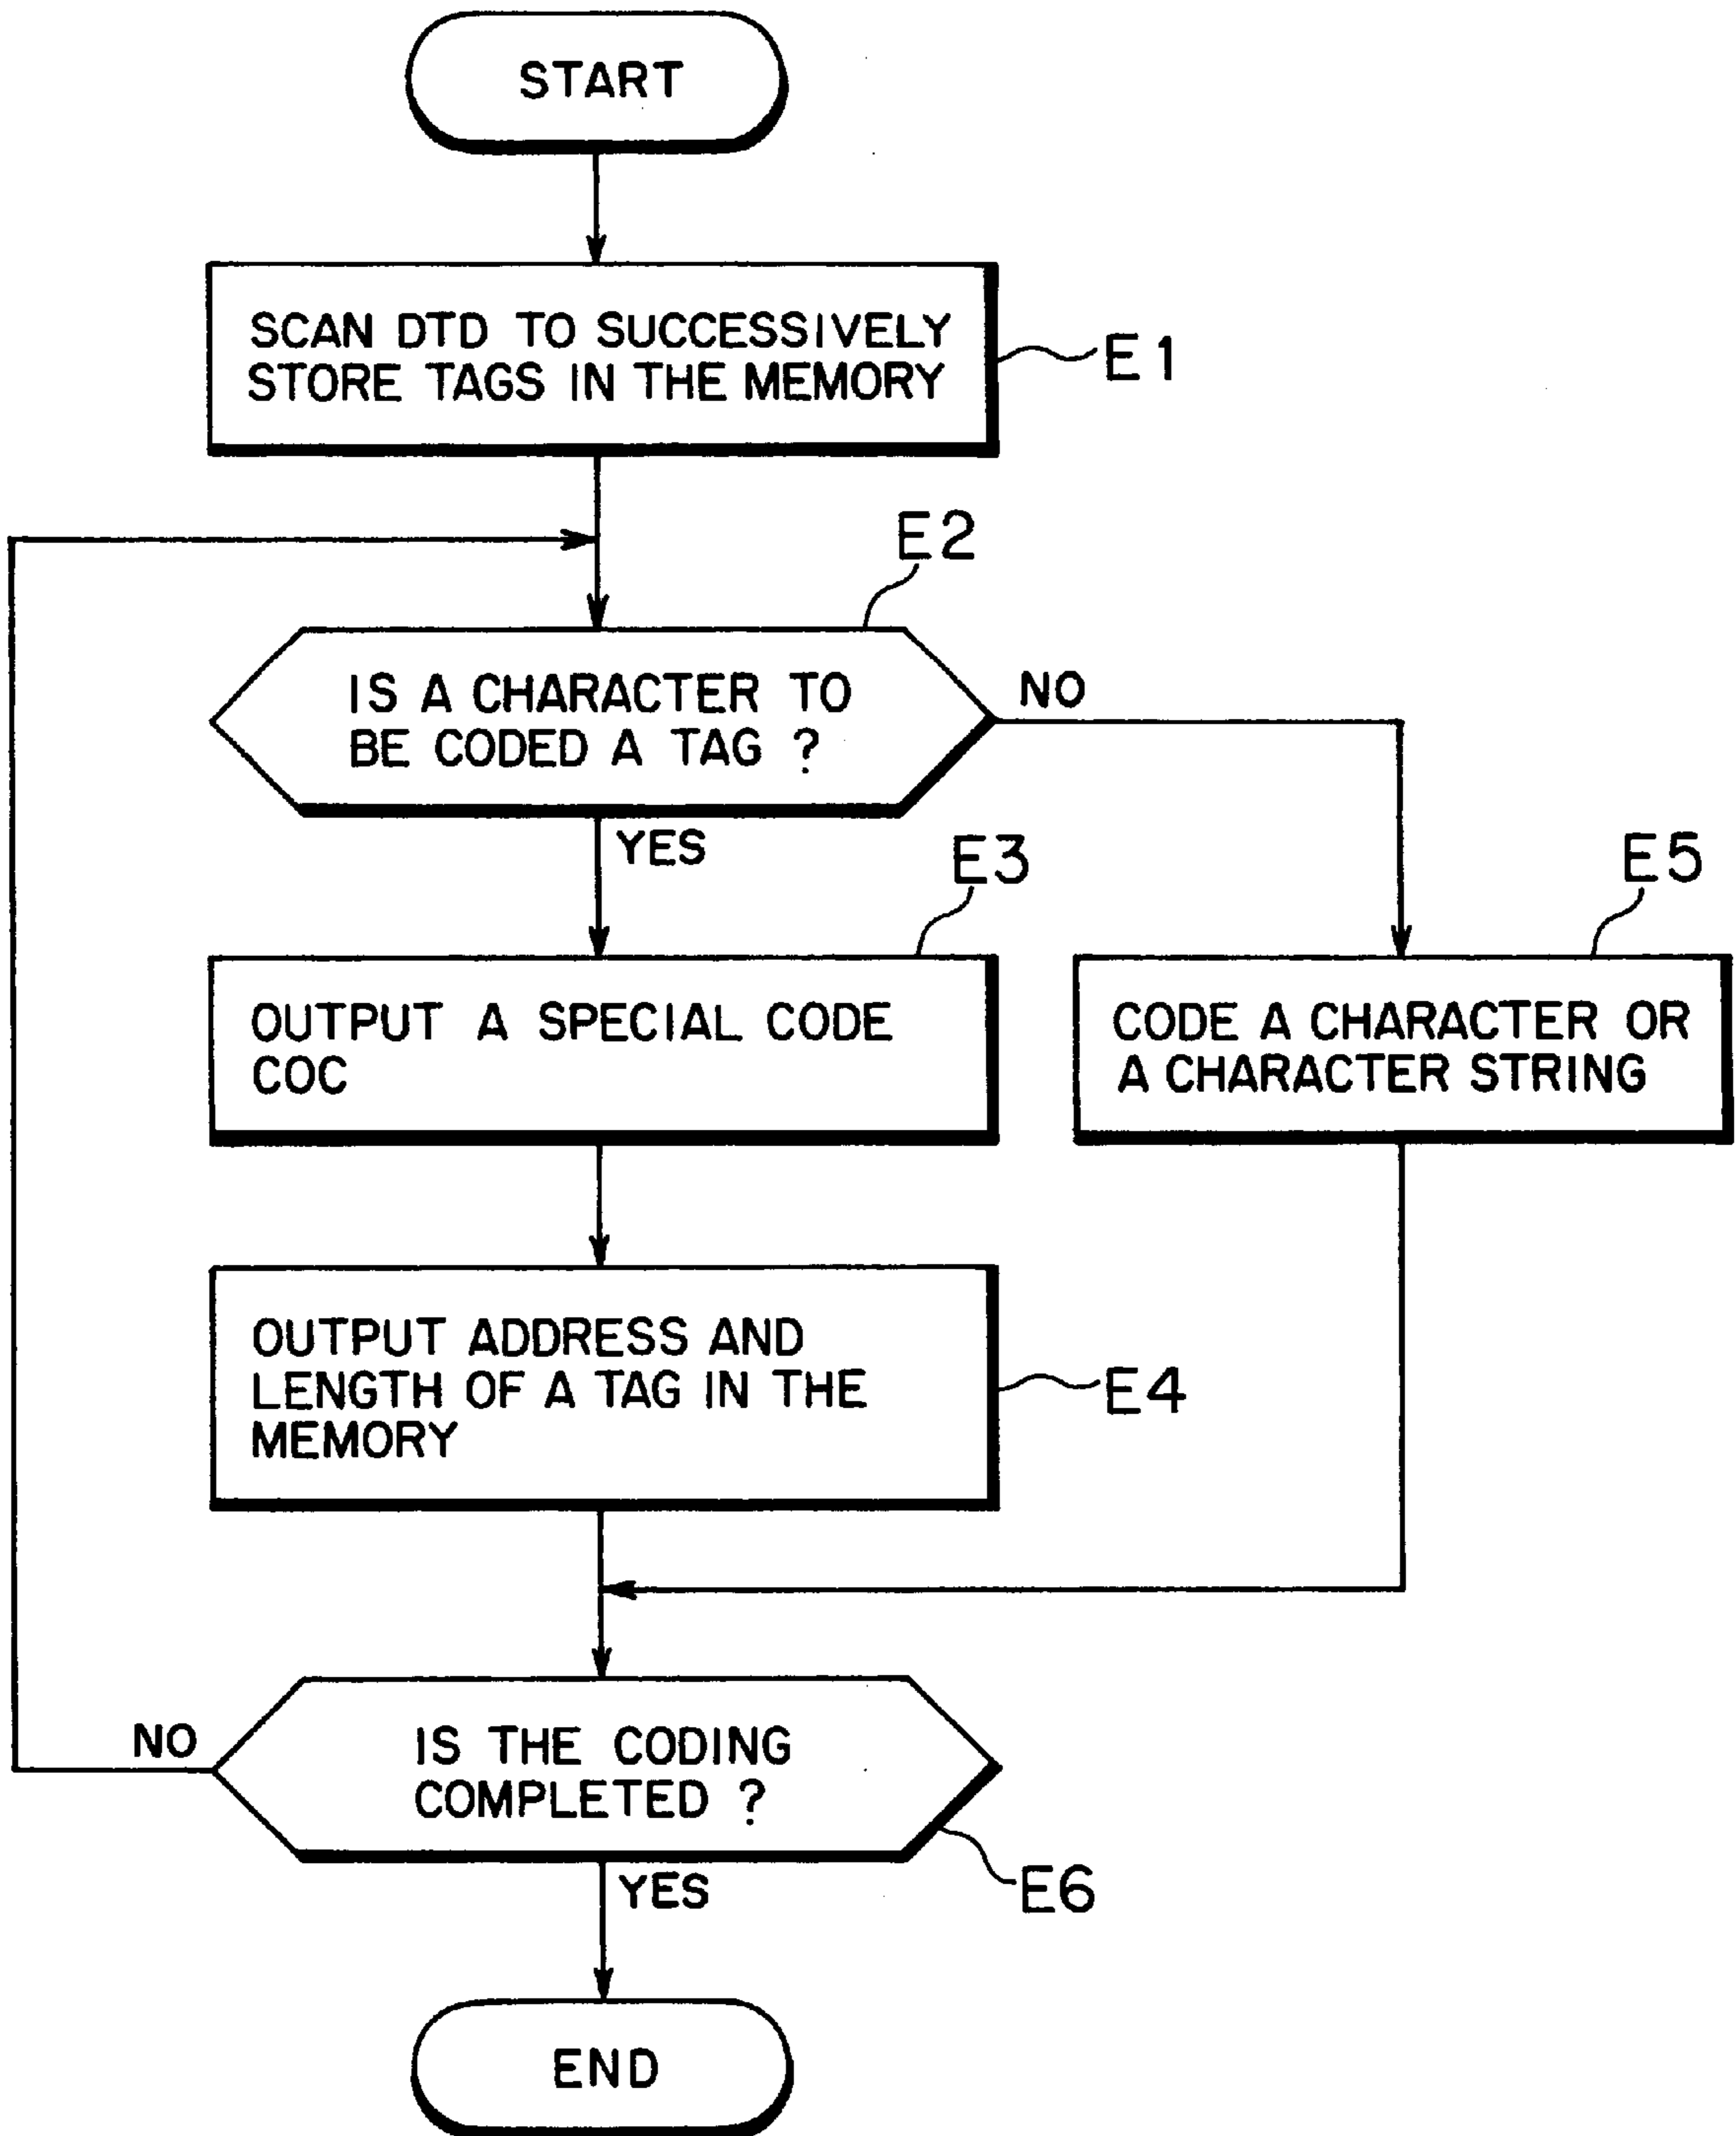 START
SCAN DTD TO SUCCESSIVELY
STORE TAGS IN THE MEMORY
E1
E2
IS A CHARACTER TO
BE CODED A TAG ?
NO
YES
E3
E5
OUTPUT A SPECIAL CODE
COC
CODE A CHARACTER OR
A CHARACTER STRING
OUTPUT ADDRESS AND
LENGTH OF A TAG IN THE
MEMORY
E4
NO
IS THE CODING
COMPLETED ?
YES
E6
END